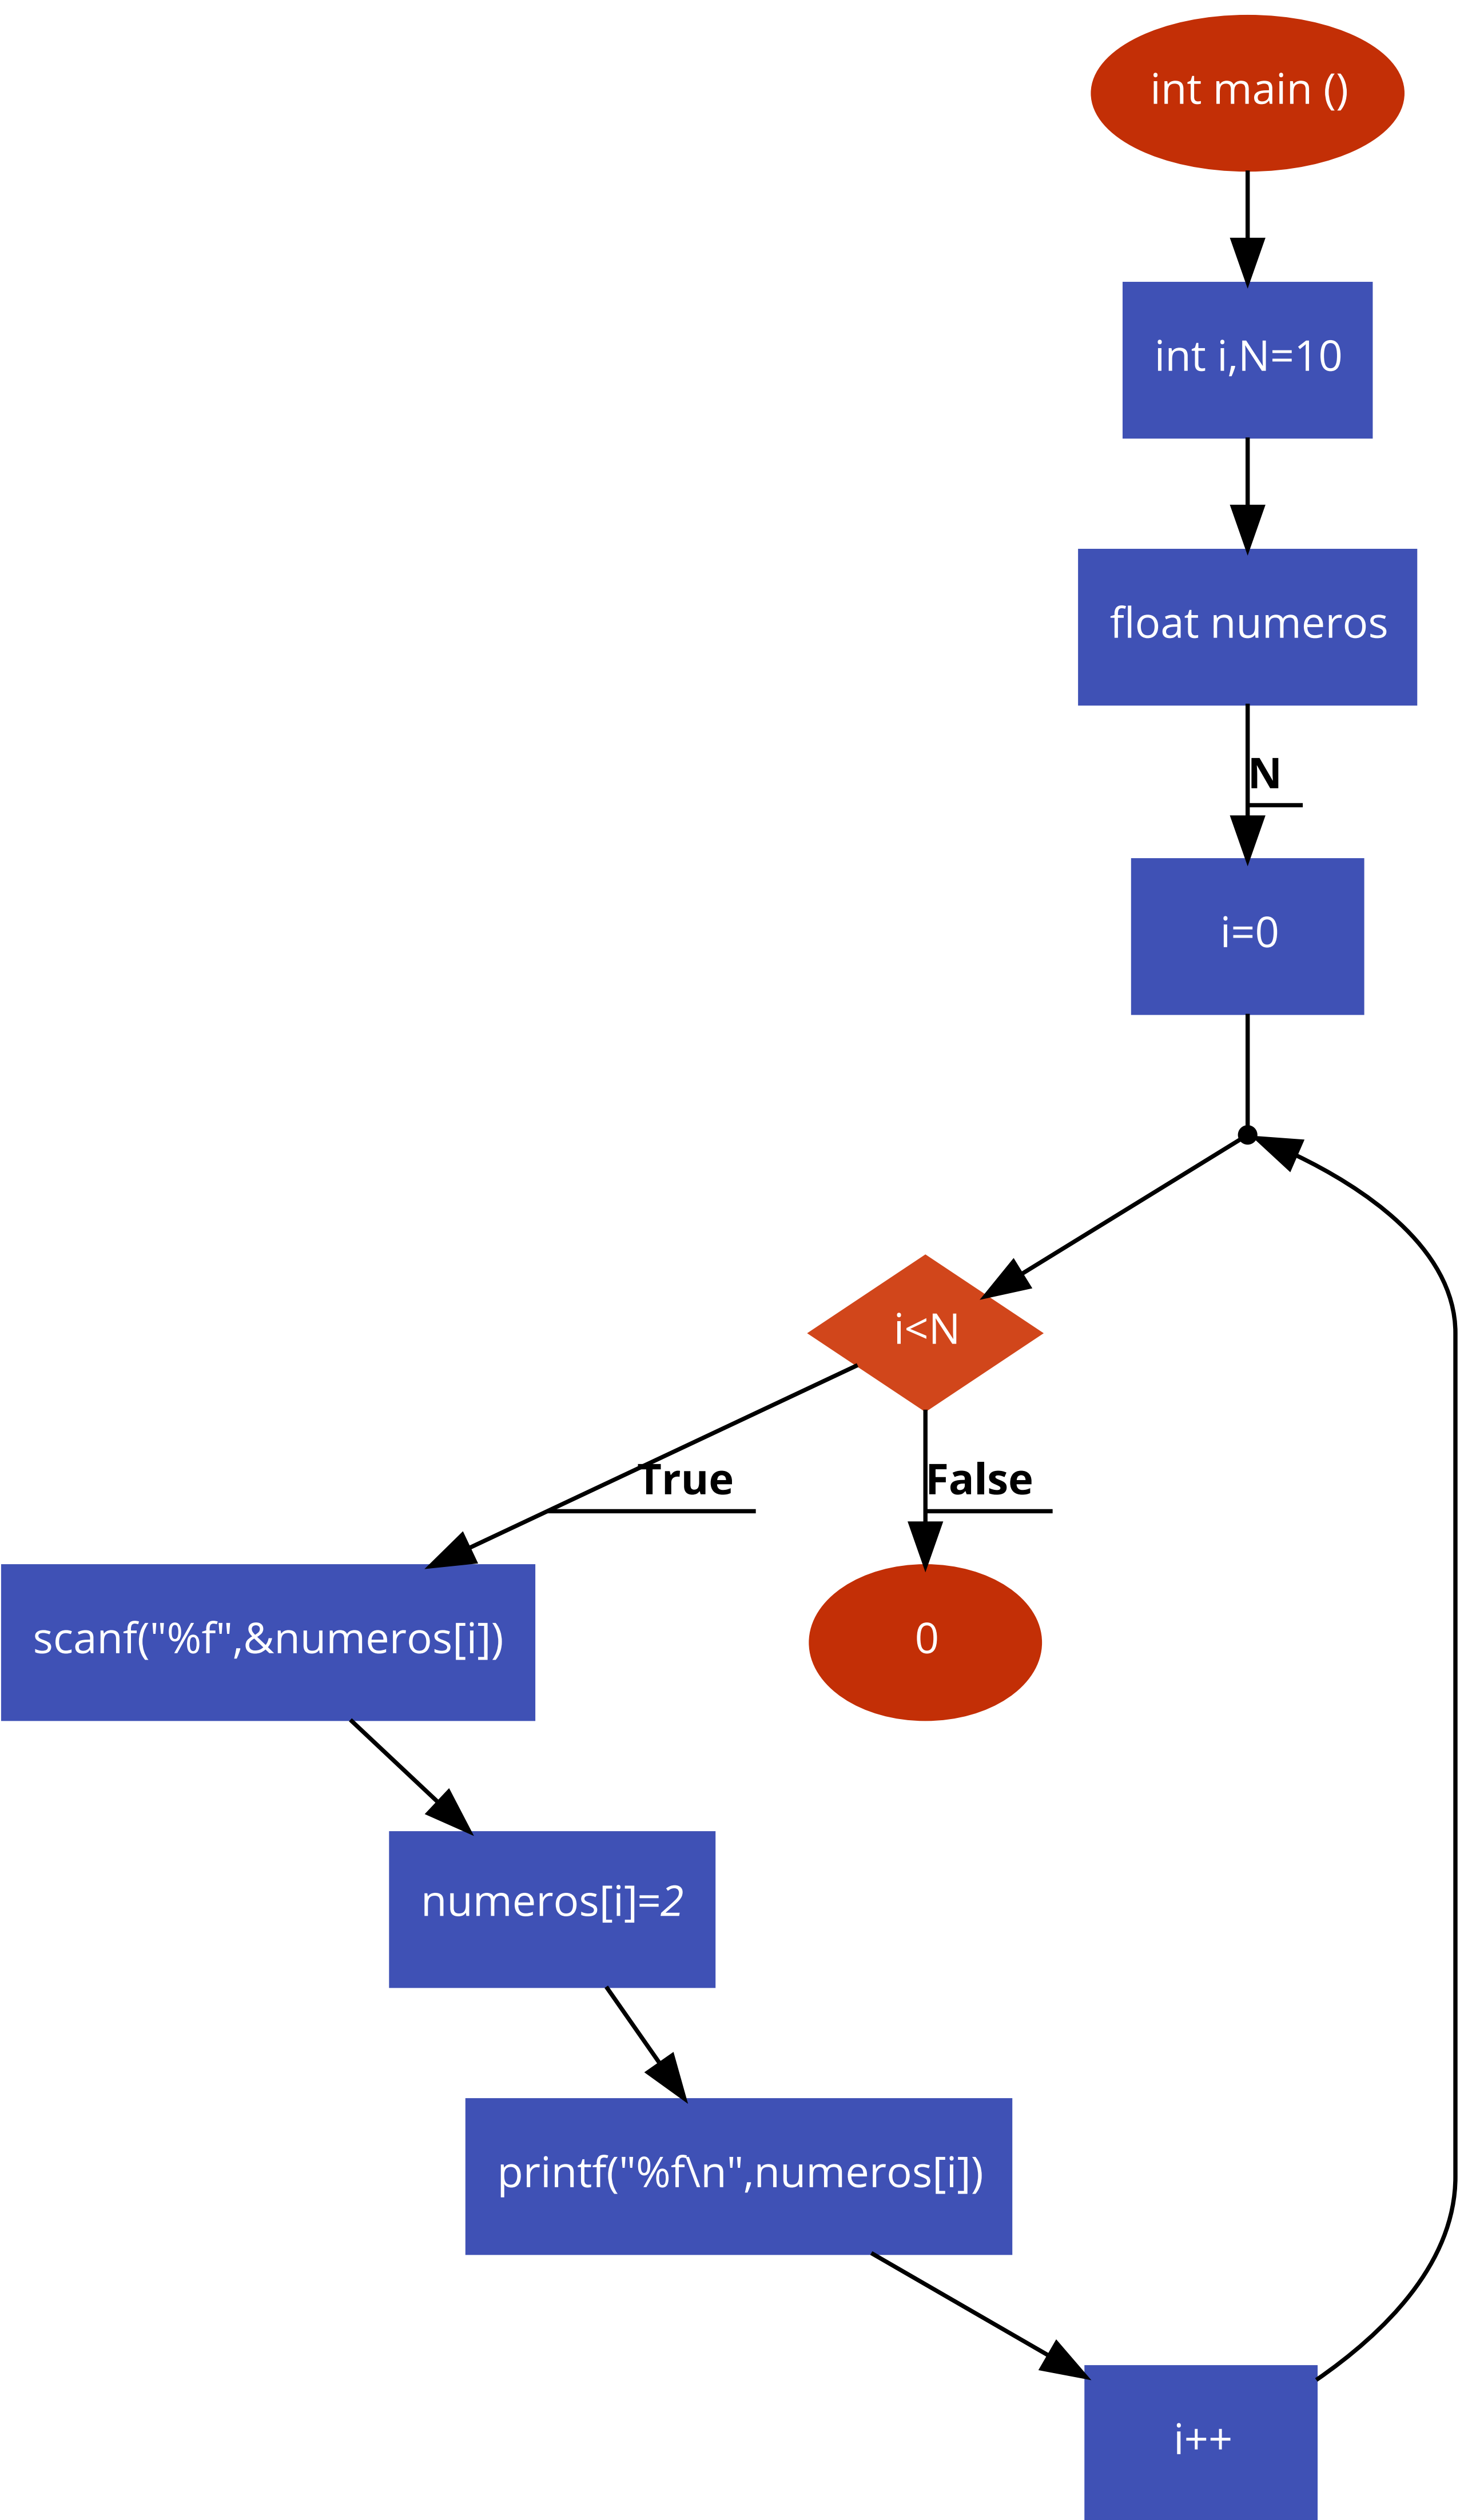 int main ()
int i,N=10
float numeros
N
i=0
i<N
True
False
scanf("%f",&numeros[i])
0
numeros[i]=2
printf("%f\n",numeros[i])
i++